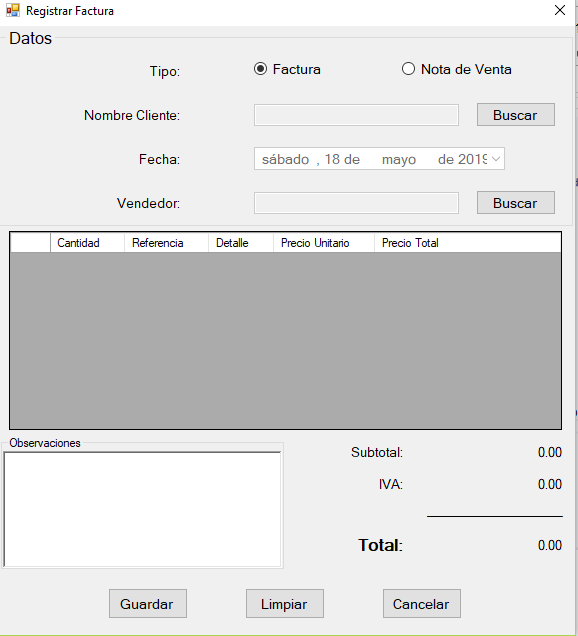 Registrar Factura
Datos
Tipo: Factura Nota de Venta
Nombre Cliente: Buscar
Fecha: sábado , 18 de mayo de 2019
Vendedor: Buscar
Cantidad Referencia Detalle Precio Unitario Precio Total
Observaciones
Subtotal: 0.00
IVA: 0.00
Total: 0.00
Guardar Limpiar Cancelar